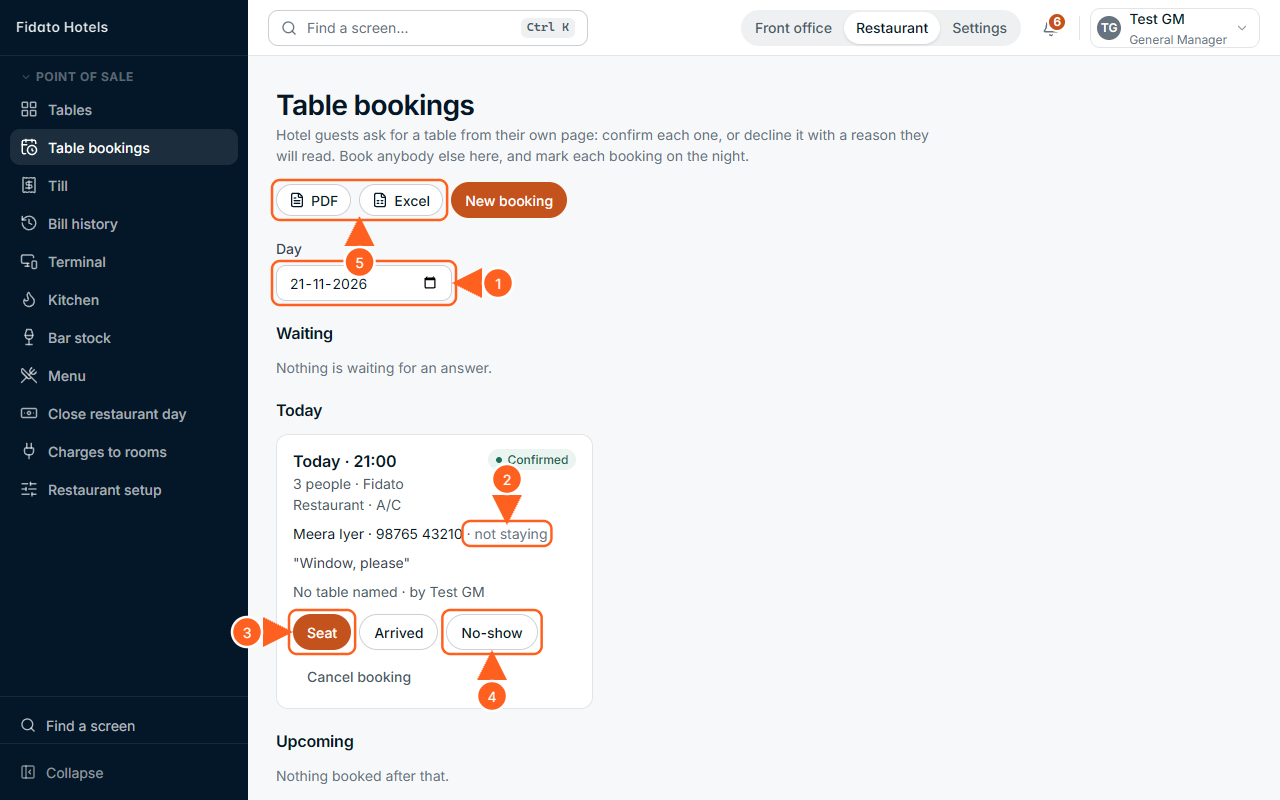 Fidato Hotels
Find a screen...
Ctrl K
Front office
Restaurant
Settings
6
TG
Test GM
General Manager
POINT OF SALE
Tables
Table bookings
Till
Bill history
Terminal
Kitchen
Bar stock
Menu
Close restaurant day
Charges to rooms
Restaurant setup
Find a screen
Collapse
Table bookings
Hotel guests ask for a table from their own page: confirm each one, or decline it with a reason they
will read. Book anybody else here, and mark each booking on the night.
PDF
Excel
New booking
5
Day
21-11-2026
1
Waiting
Nothing is waiting for an answer.
Today
Today · 21:00
Confirmed
2
3 people · Fidato
Restaurant · A/C
Meera Iyer · 98765 43210 · not staying
"Window, please"
No table named · by Test GM
3
Seat
Arrived
No-show
Cancel booking
4
Upcoming
Nothing booked after that.